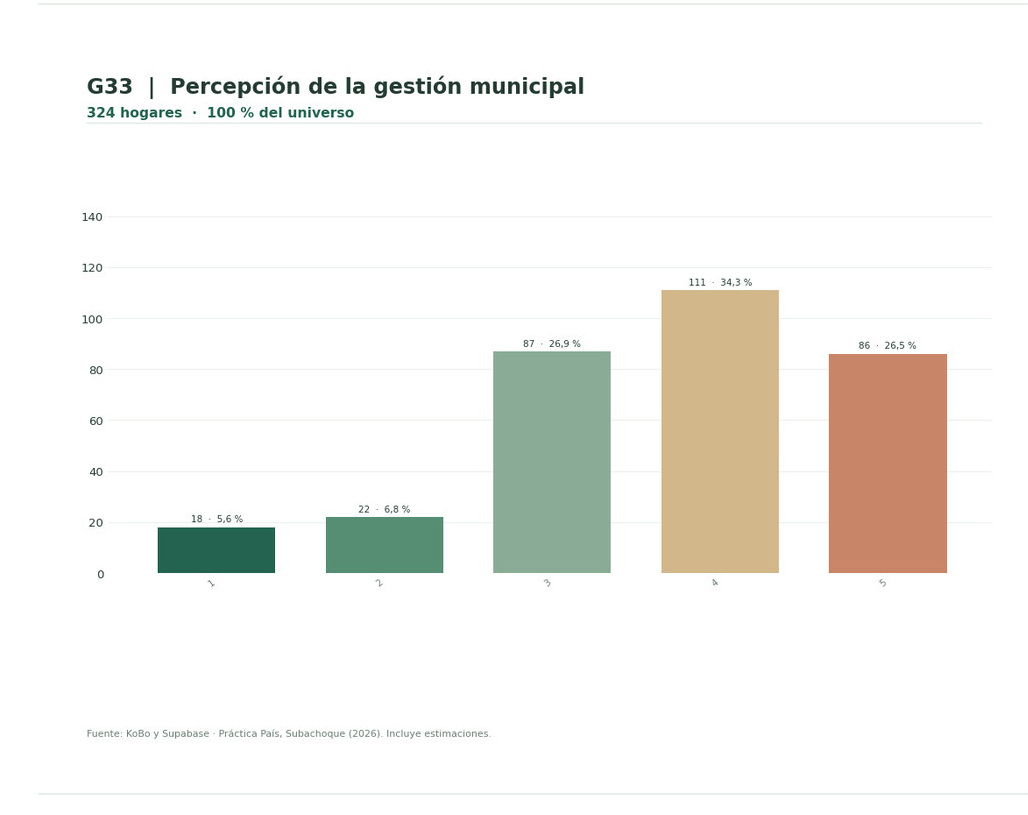 G33 | Percepción de la gestión municipal
324 hogares · 100 % del universo
140
120
100
80
60
40
20
0
18 · 5,6 %
22 · 6,8 %
87 · 26,9 %
111 · 34,3 %
86 · 26,5 %
1
2
3
4
5
Fuente: KoBo y Supabase · Práctica País, Subachoque (2026). Incluye estimaciones.